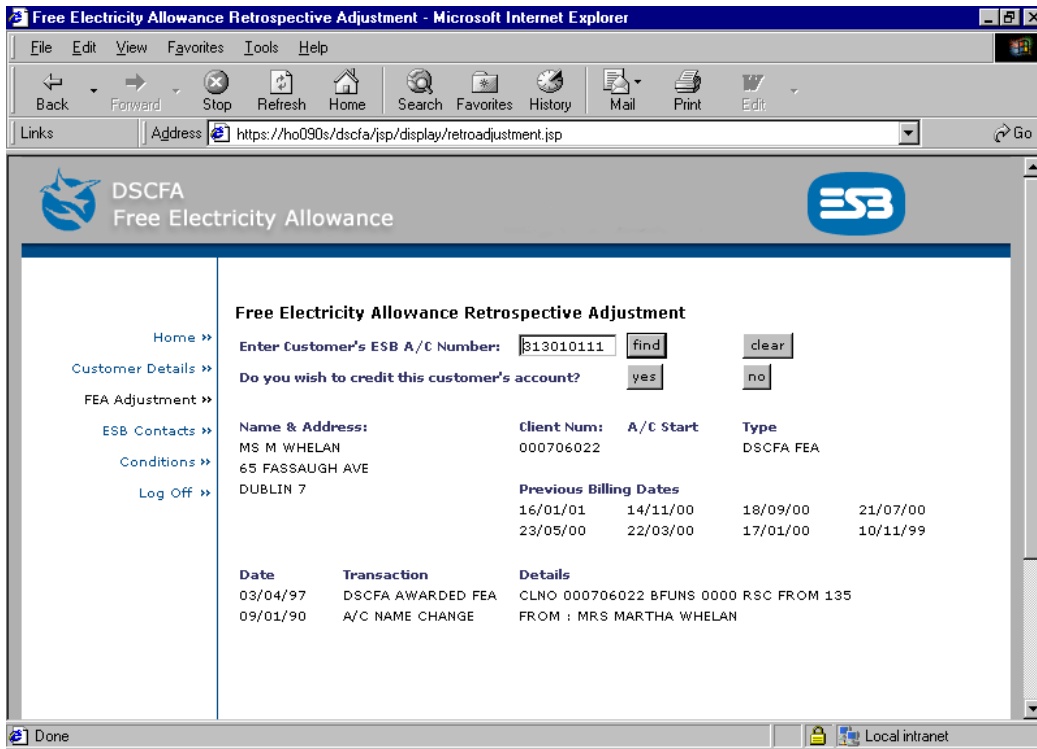 Free Electricity Allowance Retrospective Adjustment - Microsoft Internet Explorer
File Edit View Favorites Tools Help
Back Forward Stop Refresh Home Search Favorites History Mail Print Edit
Links Address https://ho090s/dscfa/jsp/display/retroadjustment.jsp Go
DSCFA
Free Electricity Allowance
ESB
Free Electricity Allowance Retrospective Adjustment
Home »
Customer Details »
FEA Adjustment »
ESB Contacts »
Conditions »
Log Off »
Enter Customer's ESB A/C Number: 313010111 find clear
Do you wish to credit this customer's account? yes no
Name & Address: Client Num: A/C Start Type
MS M WHELAN 000706022 DSCFA FEA
65 FASSAUGH AVE
DUBLIN 7 Previous Billing Dates
16/01/01 14/11/00 18/09/00 21/07/00
23/05/00 22/03/00 17/01/00 10/11/99
Date Transaction Details
03/04/97 DSCFA AWARDED FEA CLNO 000706022 BFUNS 0000 RSC FROM 135
09/01/90 A/C NAME CHANGE FROM : MRS MARTHA WHELAN
Done Local intranet